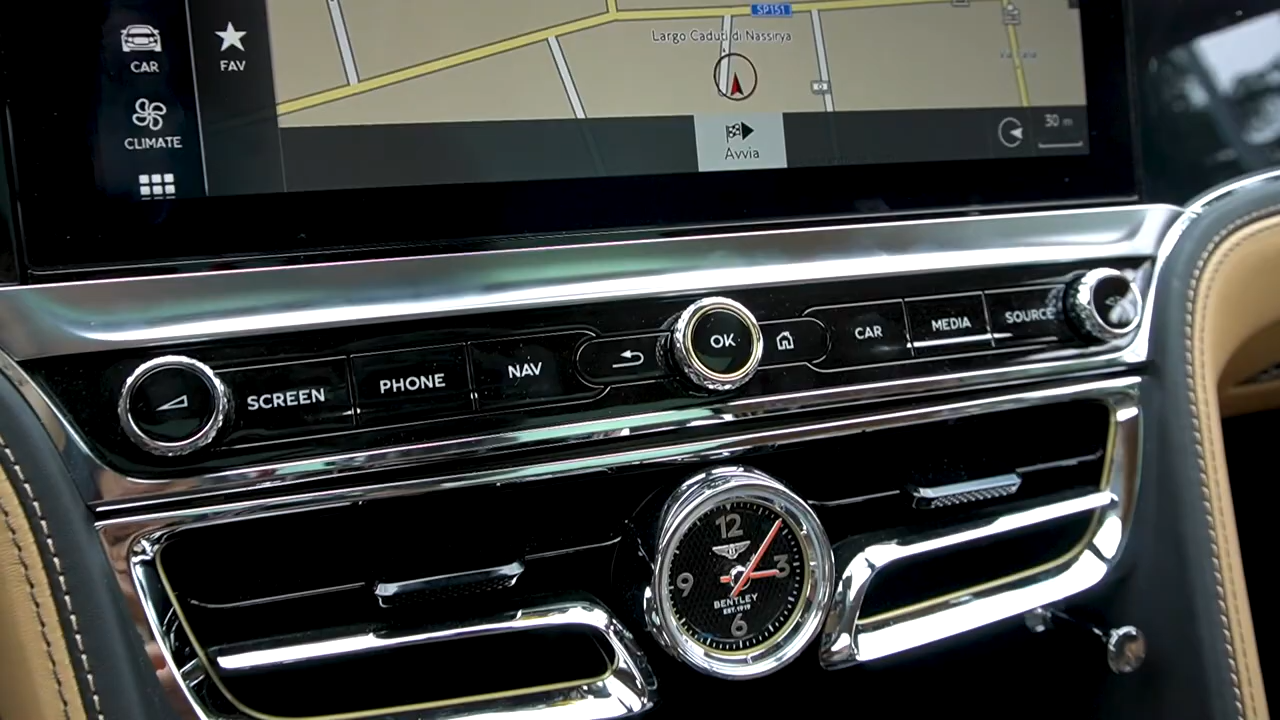 SP151
Largo Caduti di Nassirya
CAR
FAV
CLIMATE
Avvia
30 m
SCREEN
PHONE
NAV
OK
CAR
MEDIA
SOURCE
12
3
9
BENTLEY
EST.1919
6